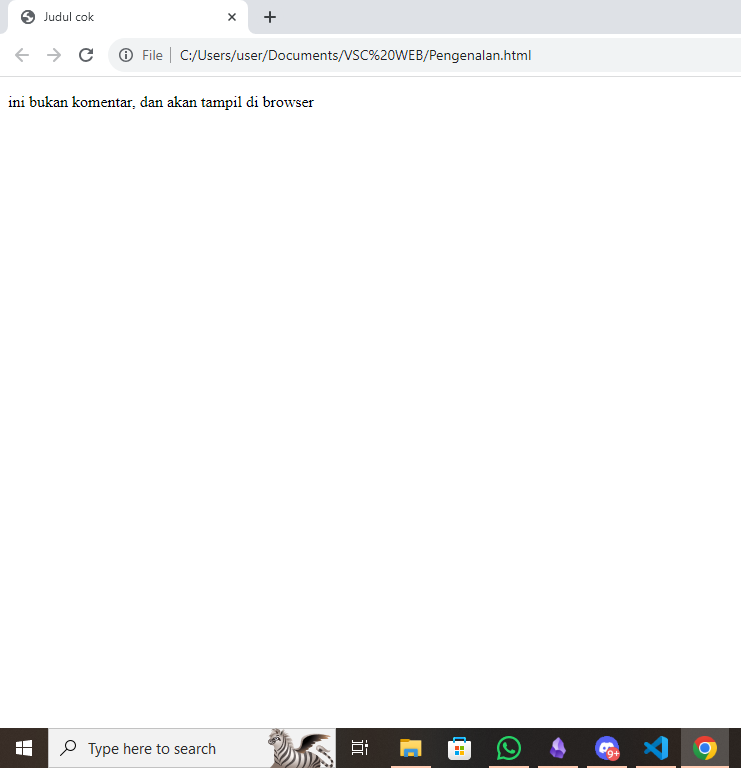 Judul cok
File
C:/Users/user/Documents/VSC%20WEB/Pengenalan.html
ini bukan komentar, dan akan tampil di browser
Type here to search
9+